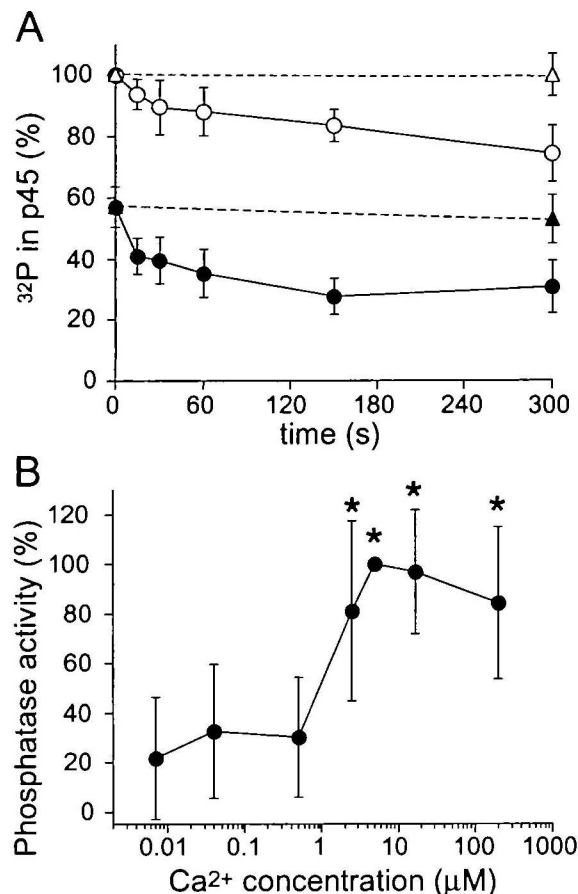 A
³²P in p45 (%)
100
80
60
40
20
0
0 60 120 180 240 300
time (s)
B
Phosphatase activity (%)
120
100
80
60
40
20
0
* * * *
0.01 0.1 1 10 100 1000
Ca²⁺ concentration (μM)